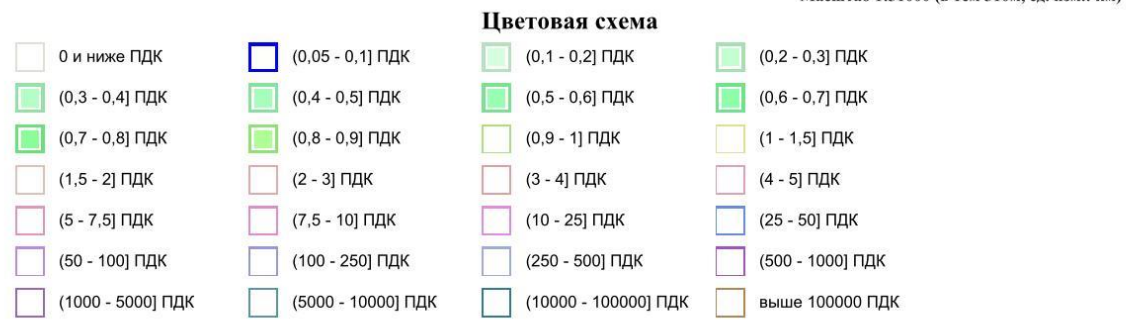 Цветовая схема
0 и ниже ПДК (0,05 - 0,1] ПДК (0,1 - 0,2] ПДК (0,2 - 0,3] ПДК
(0,3 - 0,4] ПДК (0,4 - 0,5] ПДК (0,5 - 0,6] ПДК (0,6 - 0,7] ПДК
(0,7 - 0,8] ПДК (0,8 - 0,9] ПДК (0,9 - 1] ПДК (1 - 1,5] ПДК
(1,5 - 2] ПДК (2 - 3] ПДК (3 - 4] ПДК (4 - 5] ПДК
(5 - 7,5] ПДК (7,5 - 10] ПДК (10 - 25] ПДК (25 - 50] ПДК
(50 - 100] ПДК (100 - 250] ПДК (250 - 500] ПДК (500 - 1000] ПДК
(1000 - 5000] ПДК (5000 - 10000] ПДК (10000 - 100000] ПДК выше 100000 ПДК